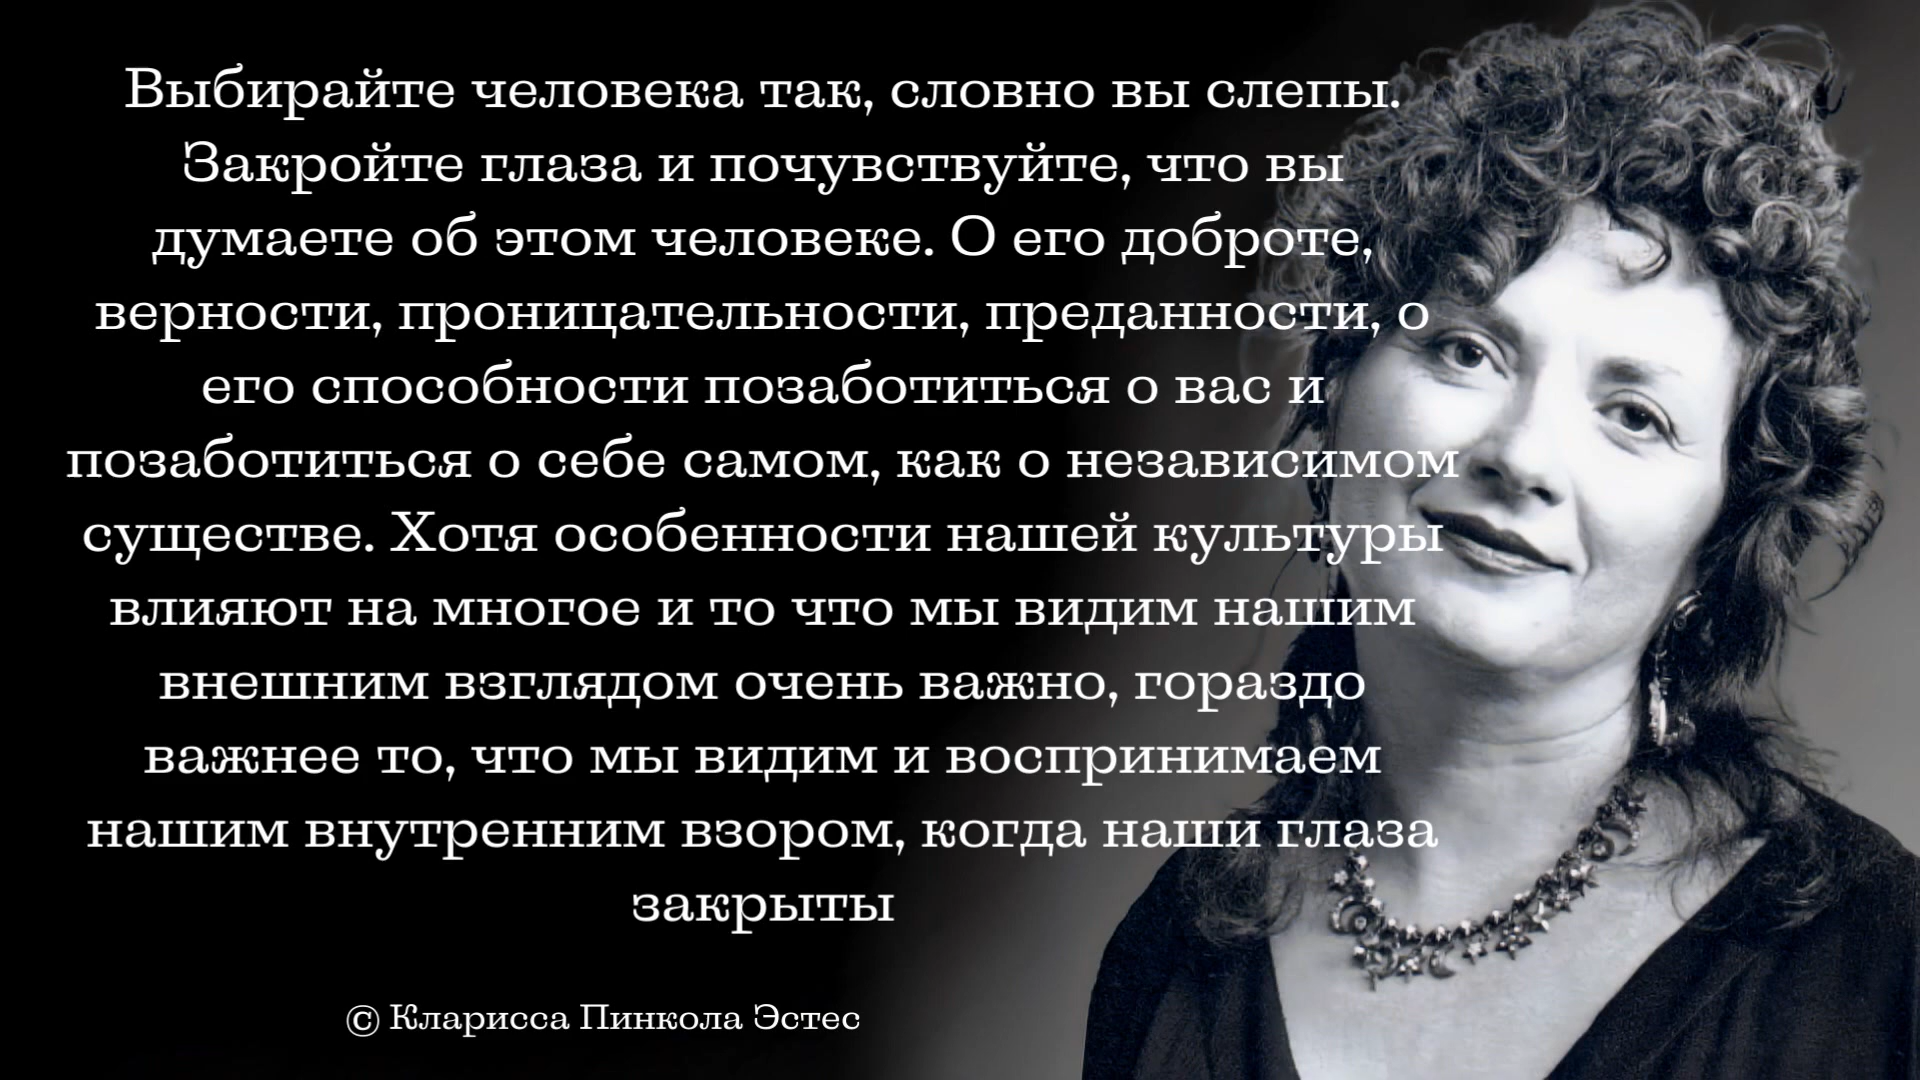 Выбирайте человека так, словно вы слепы.
Закройте глаза и почувствуйте, что вы
думаете об этом человеке. О его доброте,
верности, проницательности, преданности, о
его способности позаботиться о вас и
позаботиться о себе самом, как о независимом
существе. Хотя особенности нашей культуры
влияют на многое и то что мы видим нашим
внешним взглядом очень важно, гораздо
важнее то, что мы видим и воспринимаем
нашим внутренним взором, когда наши глаза
закрыты
© Кларисса Пинкола Эстес